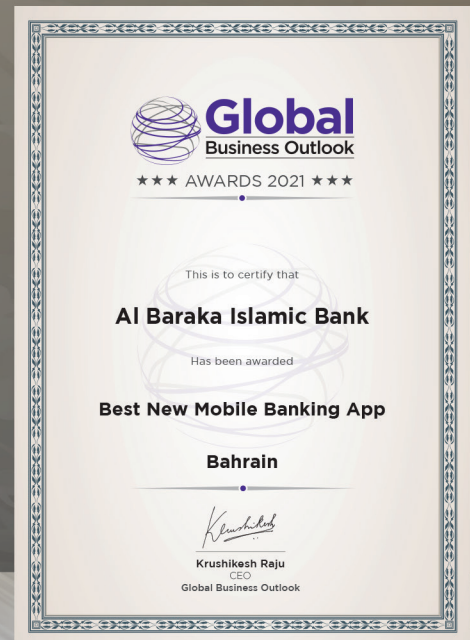 Global
Business Outlook
★★★ AWARDS 2021 ★★★
This is to certify that
Al Baraka Islamic Bank
Has been awarded
Best New Mobile Banking App
Bahrain
Krushikesh
Krushikesh Raju
CEO
Global Business Outlook